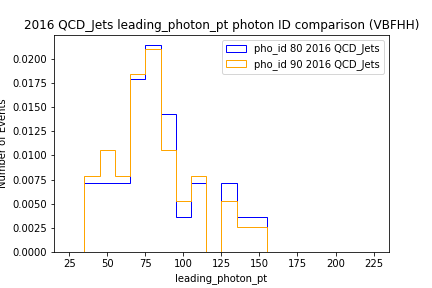 2016 QCD_Jets leading_photon_pt photon ID comparison (VBFHH)
pho_id 80 2016 QCD_Jets
pho_id 90 2016 QCD_Jets
Number of Events
0.0200
0.0175
0.0150
0.0125
0.0100
0.0075
0.0050
0.0025
0.0000
25 50 75 100 125 150 175 200 225
leading_photon_pt